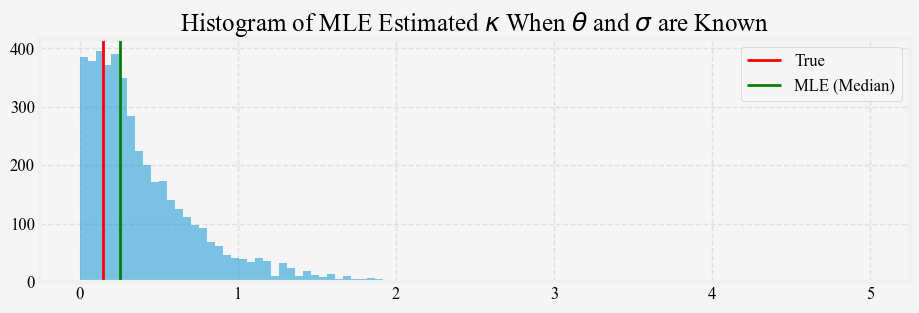 Histogram of MLE Estimated κ When θ and σ are Known
True
MLE (Median)
400
300
200
100
0
0 1 2 3 4 5